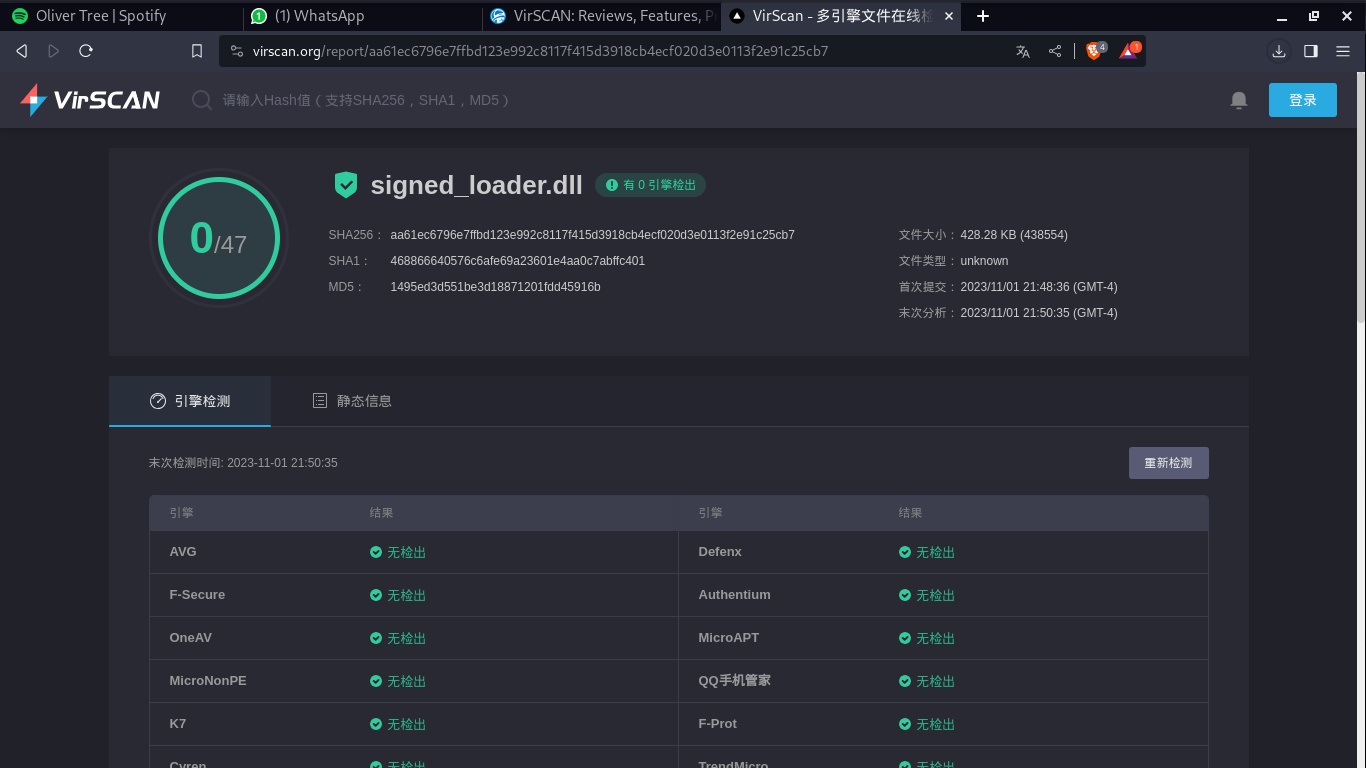 Oliver Tree | Spotify
(1) WhatsApp
VirSCAN: Reviews, Features, P
VirScan - 多引擎文件在线检
virscan.org/report/aa61ec6796e7ffbd123e992c8117f415d3918cb4ecf020d3e0113f2e91c25cb7
4
1
VirSCAN
请输入Hash值（支持SHA256，SHA1，MD5）
登录
0/47
signed_loader.dll
有 0 引擎检出
SHA256： aa61ec6796e7ffbd123e992c8117f415d3918cb4ecf020d3e0113f2e91c25cb7
文件大小： 428.28 KB (438554)
SHA1： 468866640576c6afe69a23601e4aa0c7abffc401
文件类型： unknown
MD5： 1495ed3d551be3d18871201fdd45916b
首次提交： 2023/11/01 21:48:36 (GMT-4)
末次分析： 2023/11/01 21:50:35 (GMT-4)
引擎检测
静态信息
末次检测时间: 2023-11-01 21:50:35
重新检测
引擎 结果 引擎 结果
AVG 无检出 Defenx 无检出
F-Secure 无检出 Authentium 无检出
OneAV 无检出 MicroAPT 无检出
MicroNonPE 无检出 QQ手机管家 无检出
K7 无检出 F-Prot 无检出
Cyren 无检出 TrendMicro 无检出